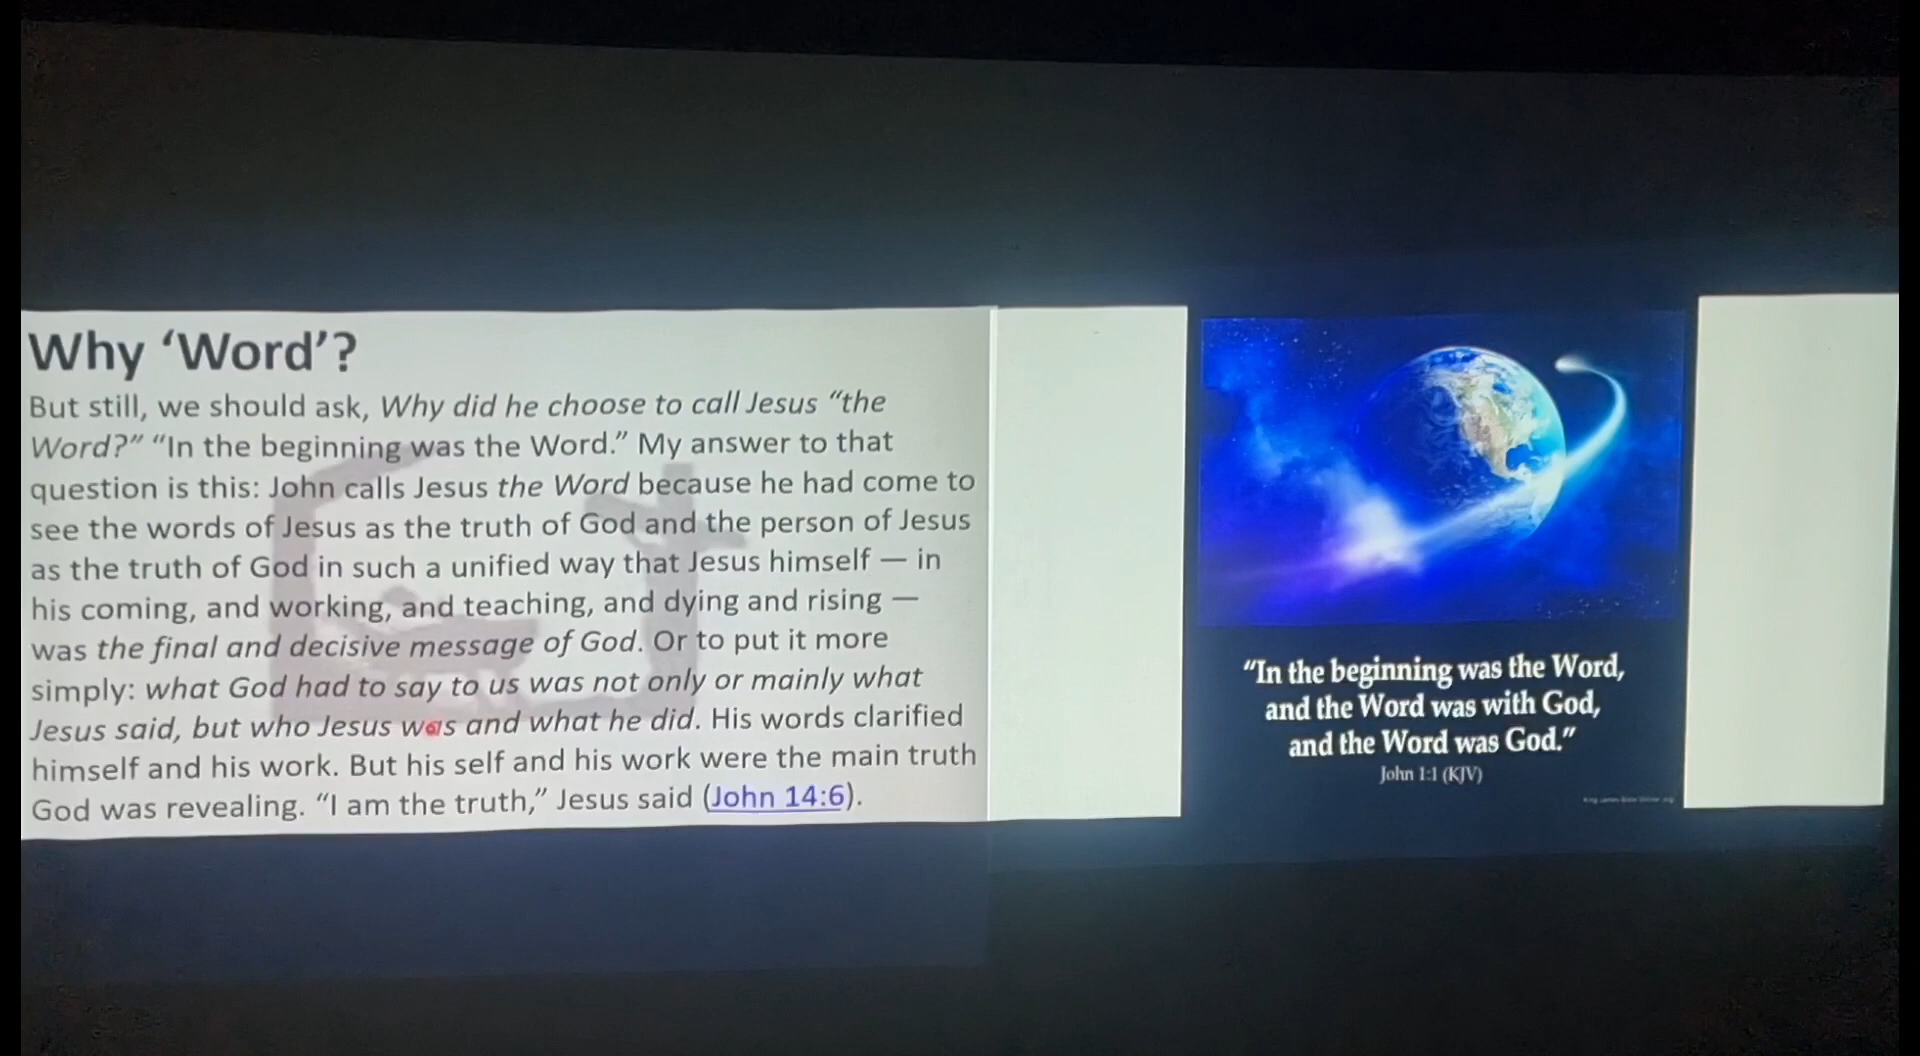 Why ‘Word’?
But still, we should ask, Why did he choose to call Jesus “the
Word?” “In the beginning was the Word.” My answer to that
question is this: John calls Jesus the Word because he had come to
see the words of Jesus as the truth of God and the person of Jesus
as the truth of God in such a unified way that Jesus himself — in
his coming, and working, and teaching, and dying and rising —
was the final and decisive message of God. Or to put it more
simply: what God had to say to us was not only or mainly what
Jesus said, but who Jesus was and what he did. His words clarified
himself and his work. But his self and his work were the main truth
God was revealing. “I am the truth,” Jesus said (John 14:6).
“In the beginning was the Word,
and the Word was with God,
and the Word was God.”
John 1:1 (KJV)